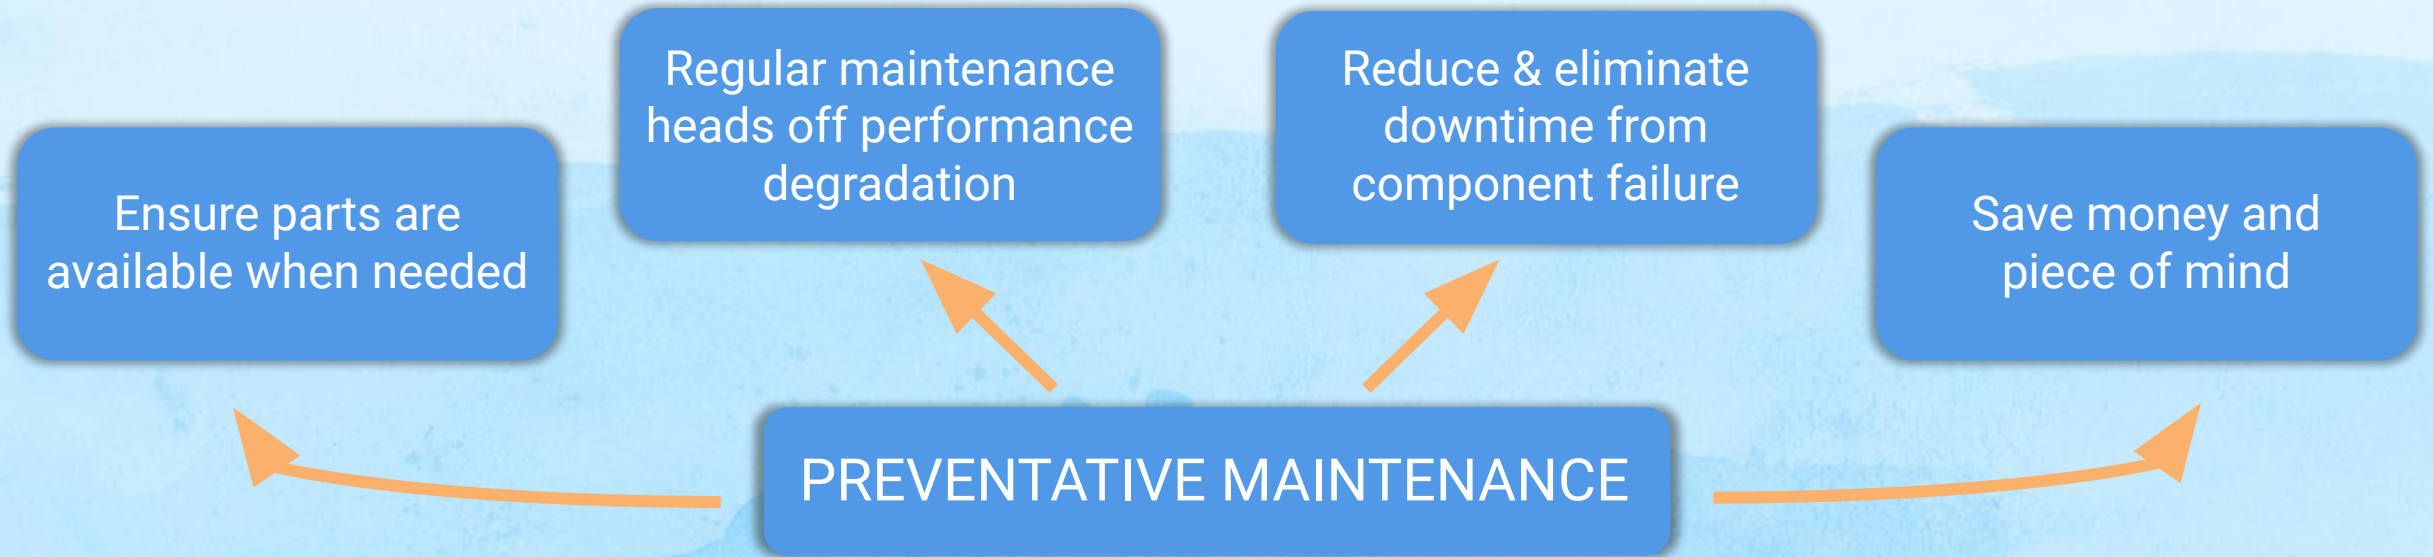 Ensure parts are
available when needed
Regular maintenance
heads off performance
degradation
Reduce & eliminate
downtime from
component failure
Save money and
piece of mind
PREVENTATIVE MAINTENANCE